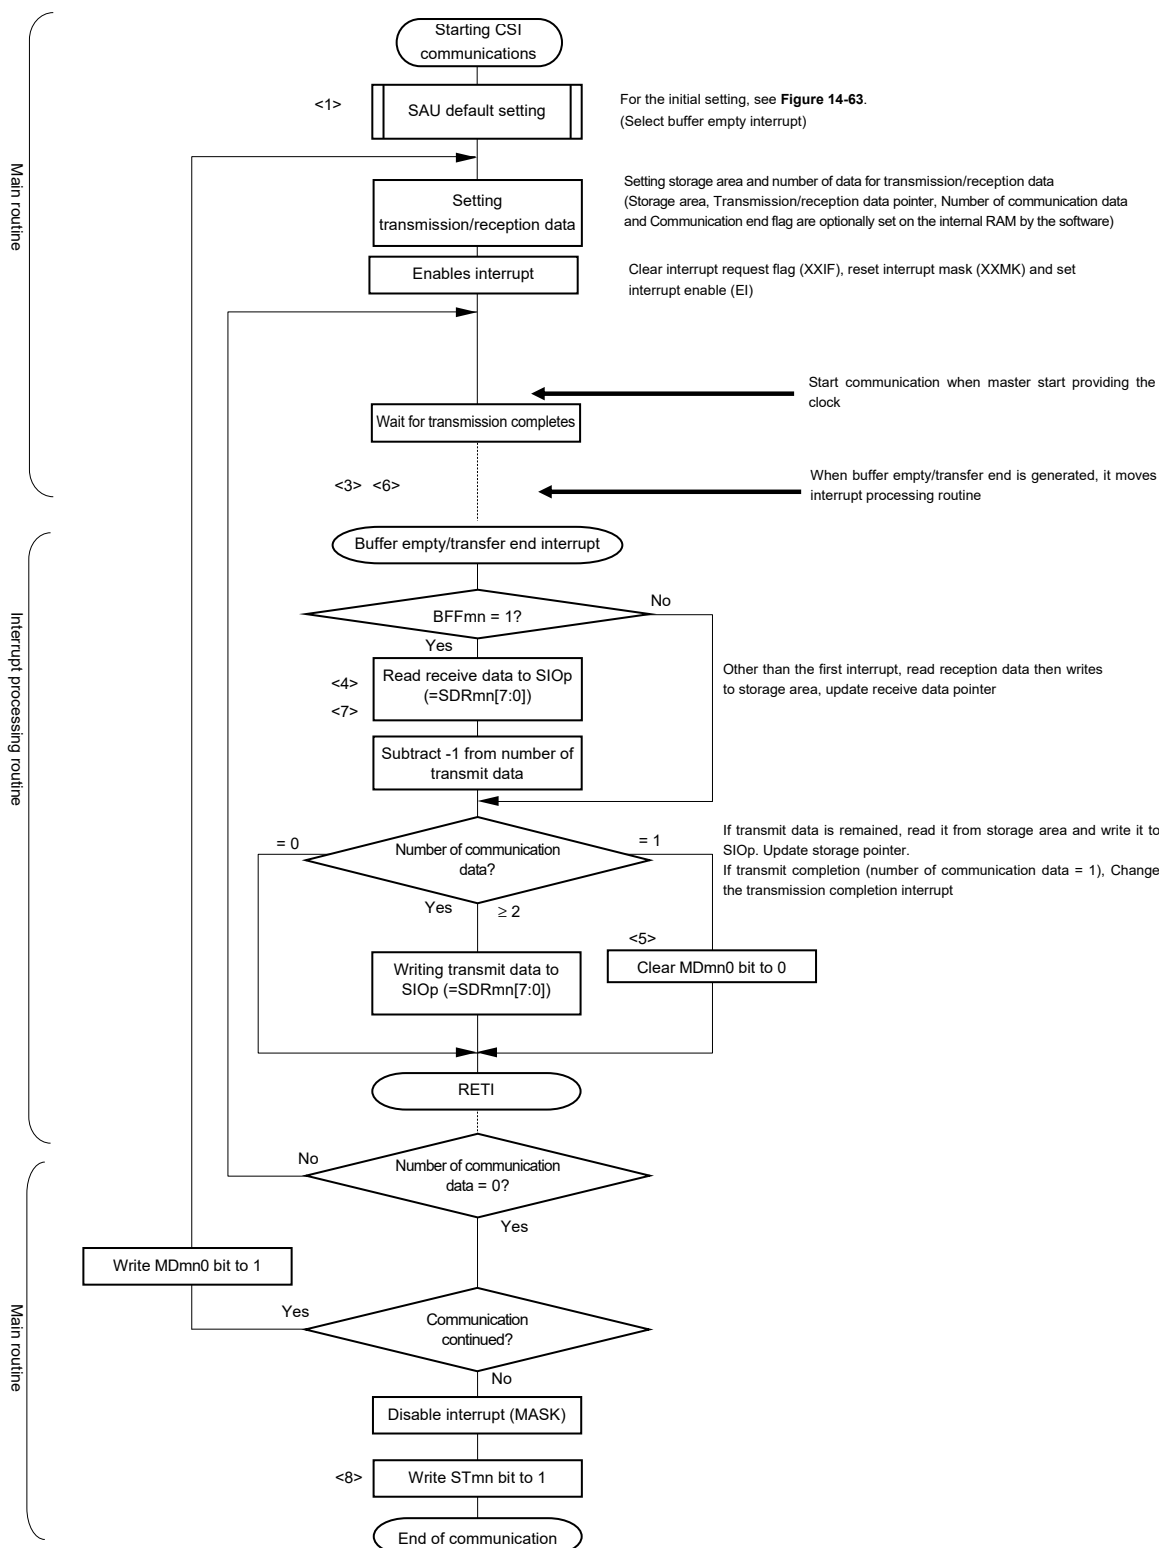 Starting CSI
communications
<1>
SAU default setting
For the initial setting, see Figure 14-63.
(Select buffer empty interrupt)
Main routine
Setting
transmission/reception data
Setting storage area and number of data for transmission/reception data
(Storage area, Transmission/reception data pointer, Number of communication data
and Communication end flag are optionally set on the internal RAM by the software)
Enables interrupt
Clear interrupt request flag (XXIF), reset interrupt mask (XXMK) and set
interrupt enable (EI)
Start communication when master start providing the
clock
Wait for transmission completes
<3> <6>
When buffer empty/transfer end is generated, it moves
interrupt processing routine
Buffer empty/transfer end interrupt
Interrupt processing routine
BFFmn = 1?
No
Yes
<4>
<7>
Read receive data to SIOp
(=SDRmn[7:0])
Other than the first interrupt, read reception data then writes
to storage area, update receive data pointer
Subtract -1 from number of
transmit data
= 0
Number of communication
data?
= 1
If transmit data is remained, read it from storage area and write it to
SIOp. Update storage pointer.
If transmit completion (number of communication data = 1), Change
the transmission completion interrupt
Yes
≥ 2
<5>
Writing transmit data to
SIOp (=SDRmn[7:0])
Clear MDmn0 bit to 0
RETI
No
Number of communication
data = 0?
Yes
Write MDmn0 bit to 1
Main routine
Yes
Communication
continued?
No
Disable interrupt (MASK)
<8>
Write STmn bit to 1
End of communication